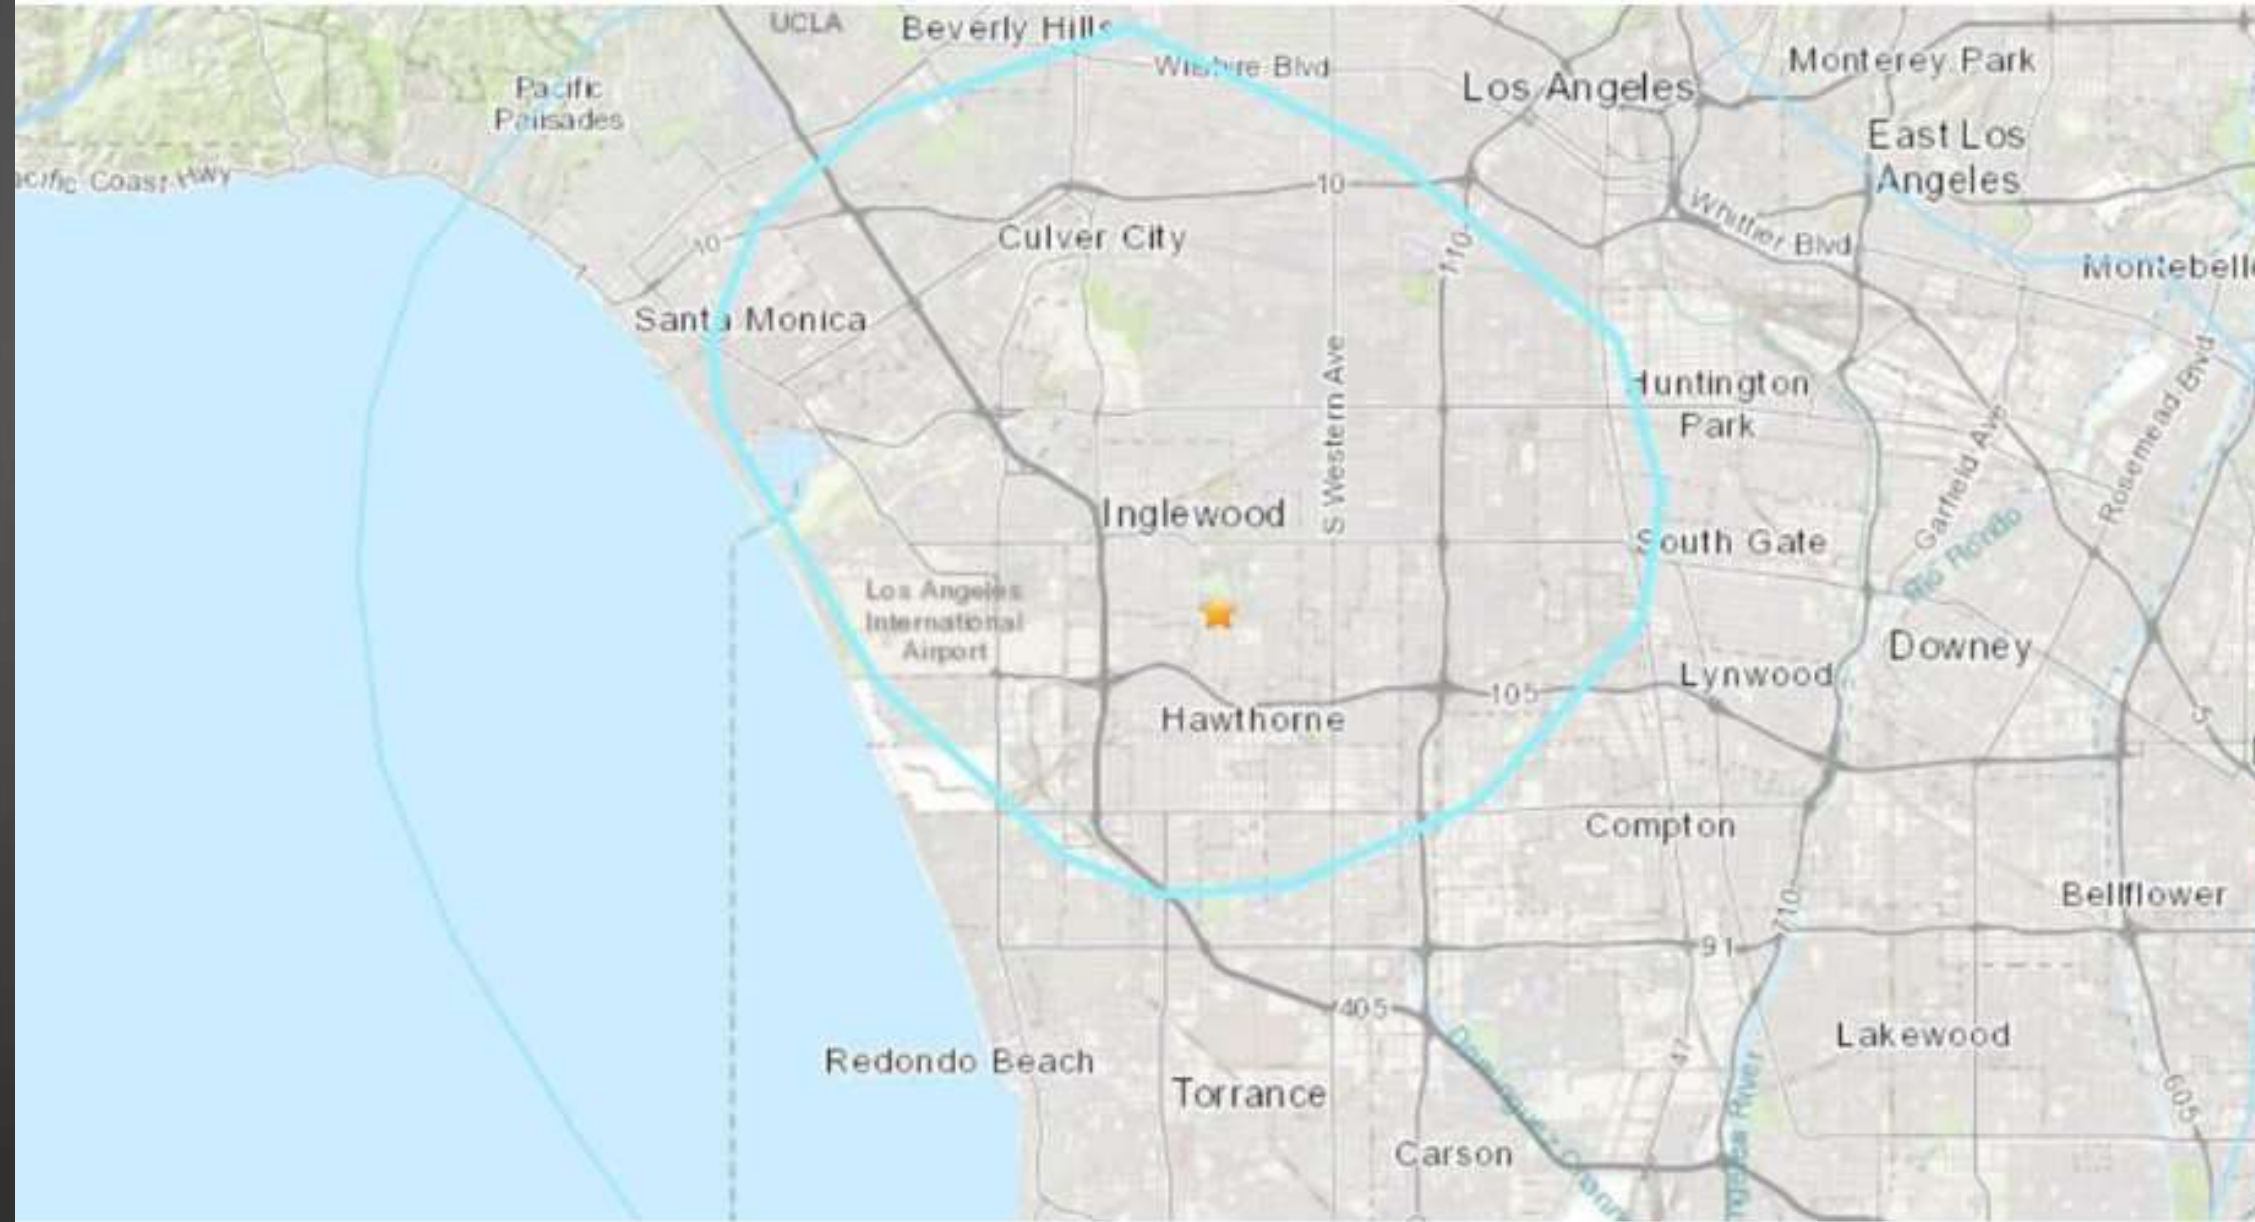 UCLA
Beverly Hills
Wilshire Blvd
Monterey Park
Los Angeles
Pacific
Palisades
East Los
Angeles
Pacific Coast Hwy
10
Whittier Blvd
Culver City
10
110
Montebell
1
Santa Monica
Huntington
Park
S Western Ave
Rosemead Blvd
Garfield Ave
Inglewood
South Gate
Rio Hondo
Los Angeles
International
Airport
Downey
Lynwood
105
Hawthorne
5
Compton
Bellflower
710
91
405
Lakewood
Redondo Beach
47
Torrance
605
Carson
River